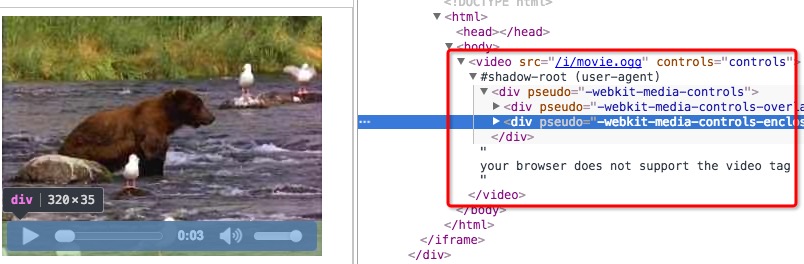 div 320×35
0:03
<!DOCTYPE html>
▼<html>
<head></head>
▼<body>
▼<video src="/i/movie.ogg" controls="controls">
▼#shadow-root (user-agent)
▼<div pseudo="-webkit-media-controls">
▶<div pseudo="-webkit-media-controls-overla
…
▶<div pseudo="-webkit-media-controls-enclos
</div>
"
your browser does not support the video tag
"
</video>
</body>
</html>
</iframe>
</div>